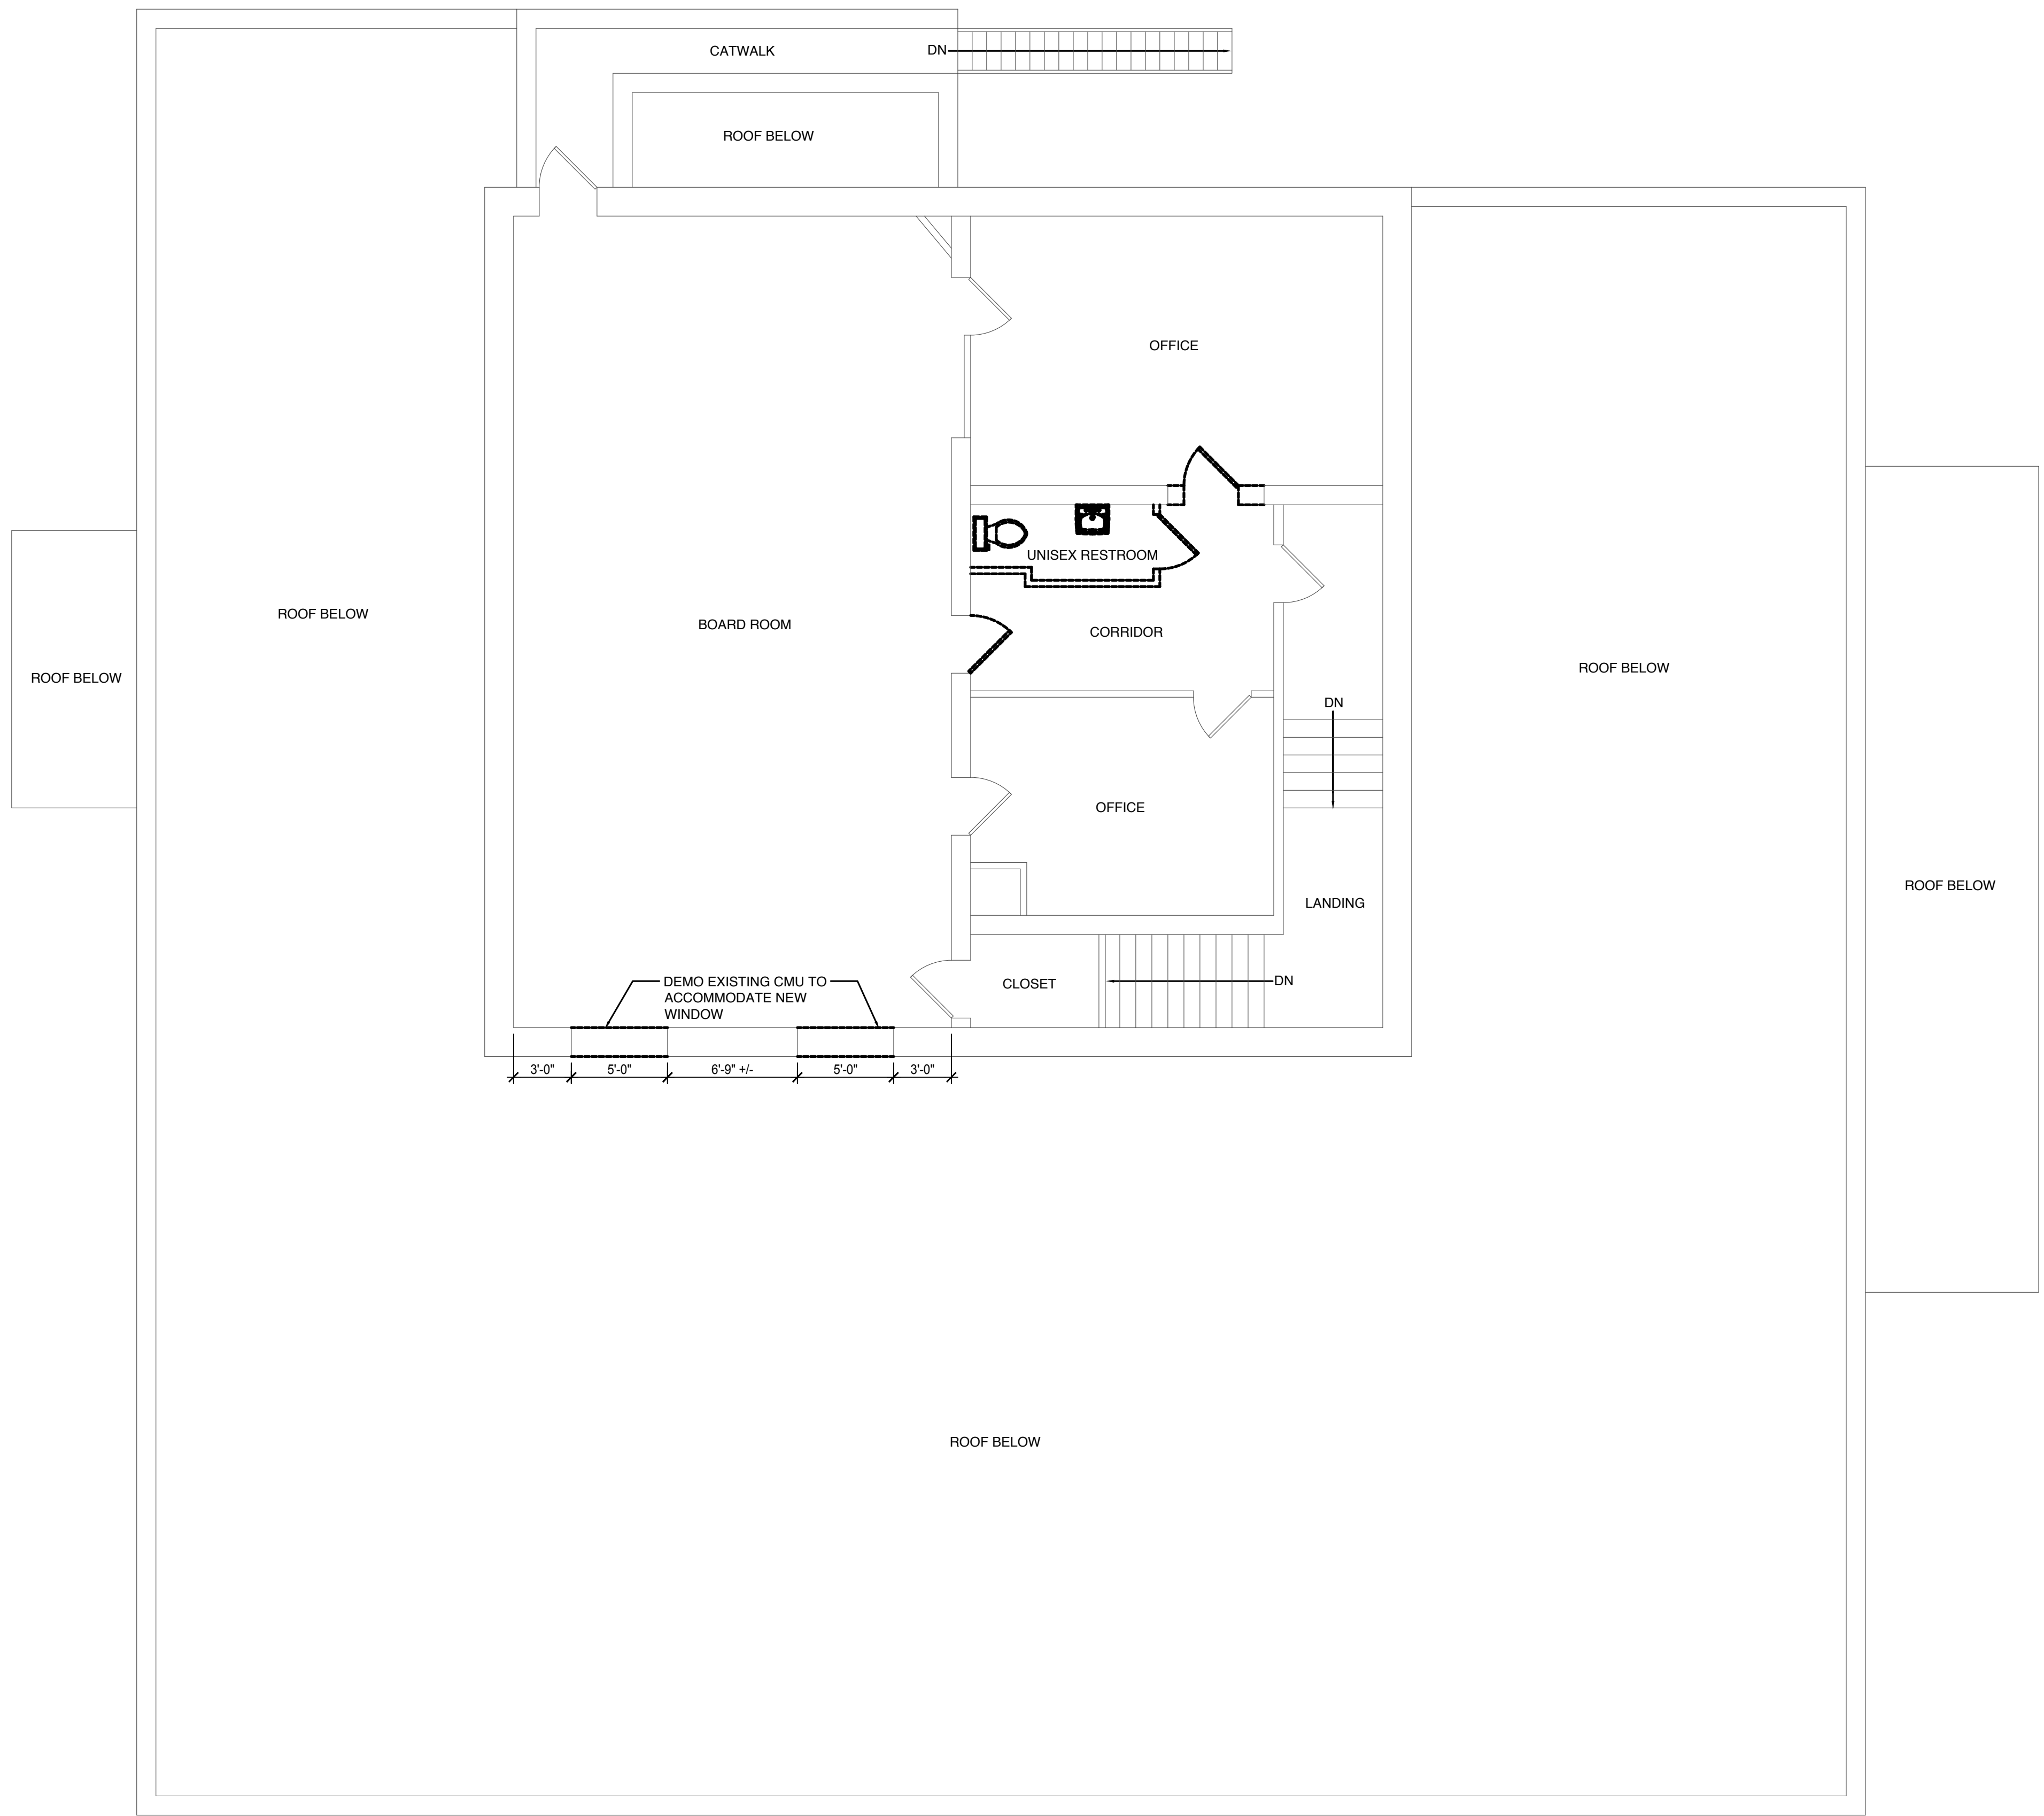 CATWALK
DN
ROOF BELOW
OFFICE
UNISEX RESTROOM
ROOF BELOW
BOARD ROOM
CORRIDOR
ROOF BELOW
ROOF BELOW
DN
OFFICE
ROOF BELOW
LANDING
DEMO EXISTING CMU TO
ACCOMMODATE NEW
WINDOW
CLOSET
DN
3'-0"
5'-0"
6'-9" +/-
5'-0"
3'-0"
ROOF BELOW